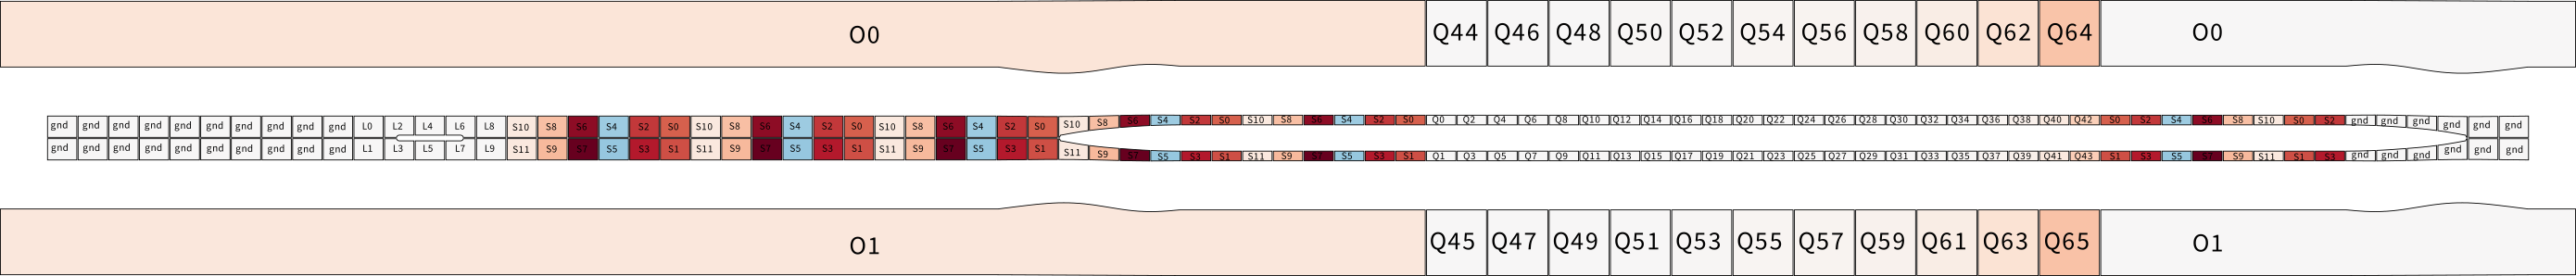 O0 Q44 Q46 Q48 Q50 Q52 Q54 Q56 Q58 Q60 Q62 Q64 O0
gnd gnd gnd gnd gnd gnd gnd gnd gnd gnd L0 L2 L4 L6 L8 S10 S8 S6 S4 S2 S0 S10 S8 S6 S4 S2 S0 S10 S8 S6 S4 S2 S0 S10 S8 S6 S4 S2 S0 S10 S8 S6 S4 S2 S0 Q0 Q2 Q4 Q6 Q8 Q10 Q12 Q14 Q16 Q18 Q20 Q22 Q24 Q26 Q28 Q30 Q32 Q34 Q36 Q38 Q40 Q42 S0 S2 S4 S6 S8 S10 S0 S2 gnd gnd gnd gnd gnd gnd
gnd gnd gnd gnd gnd gnd gnd gnd gnd gnd L1 L3 L5 L7 L9 S11 S9 S7 S5 S3 S1 S11 S9 S7 S5 S3 S1 S11 S9 S7 S5 S3 S1 S11 S9 S7 S5 S3 S1 S11 S9 S7 S5 S3 S1 Q1 Q3 Q5 Q7 Q9 Q11 Q13 Q15 Q17 Q19 Q21 Q23 Q25 Q27 Q29 Q31 Q33 Q35 Q37 Q39 Q41 Q43 S1 S3 S5 S7 S9 S11 S1 S3 gnd gnd gnd gnd gnd gnd
O1 Q45 Q47 Q49 Q51 Q53 Q55 Q57 Q59 Q61 Q63 Q65 O1